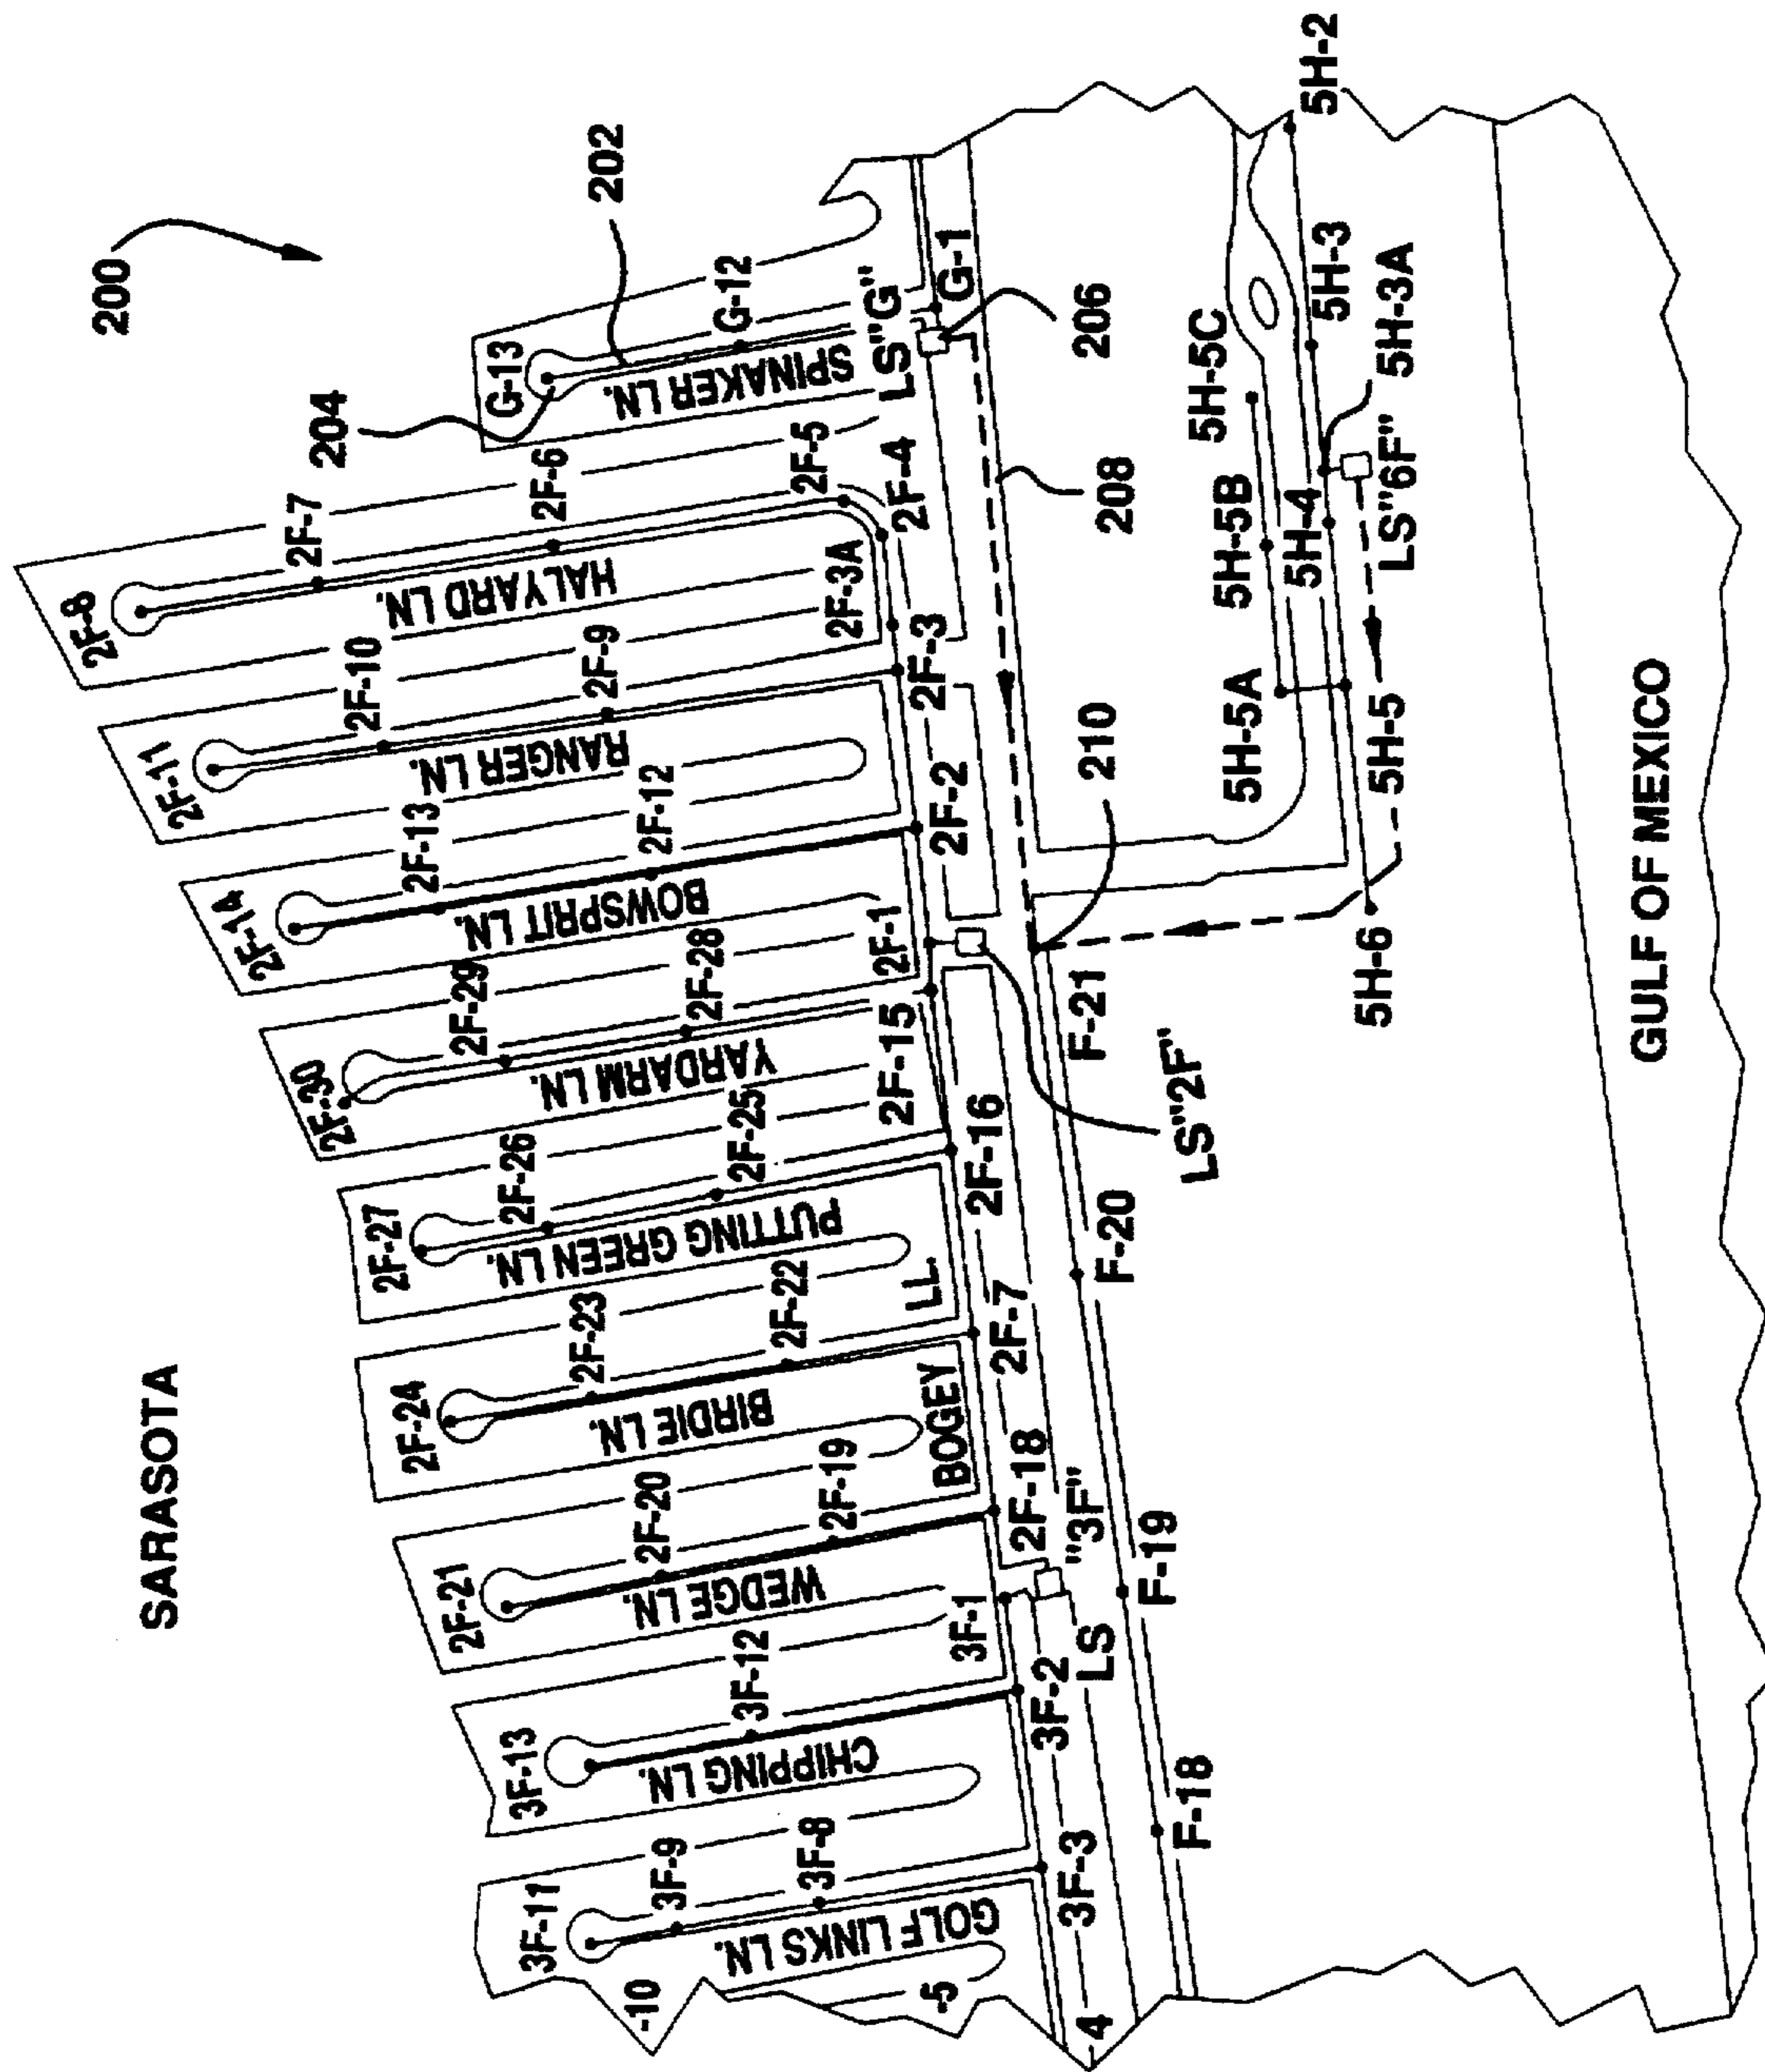 200
202
204
206
208
210
SARASOTA
2F-8
2F-7
2F-6
2F-5
2F-4
2F-3A
HALYARD LN.
G-13
G-12
SPINAKER LN.
LS"G"
G-1
2F-11
2F-10
2F-9
RANGER LN.
2F-3
2F-14
2F-13
2F-12
BOWSPRIT LN.
2F-2
2F-30
2F-29
2F-28
YARDARM LN.
2F-1
2F-15
LS"2F"
2F-27
2F-26
2F-25
PUTTING GREEN LN.
2F-16
2F-24
2F-23
2F-22
BIRDIE LN.
LL.
2F-7
2F-21
2F-20
2F-19
WEDGE LN.
BOGEY
2F-18
"3F"
LS
3F-13
3F-12
CHIPPING LN.
3F-1
3F-2
3F-11
3F-9
3F-8
GOLF LINKS LN.
3F-3
-10
-5
4
F-21
F-20
F-19
F-18
5H-2
5H-3
5H-3A
5H-4
LS"6F"
5H-5C
5H-5B
5H-5A
5H-5
5H-6
GULF OF MEXICO